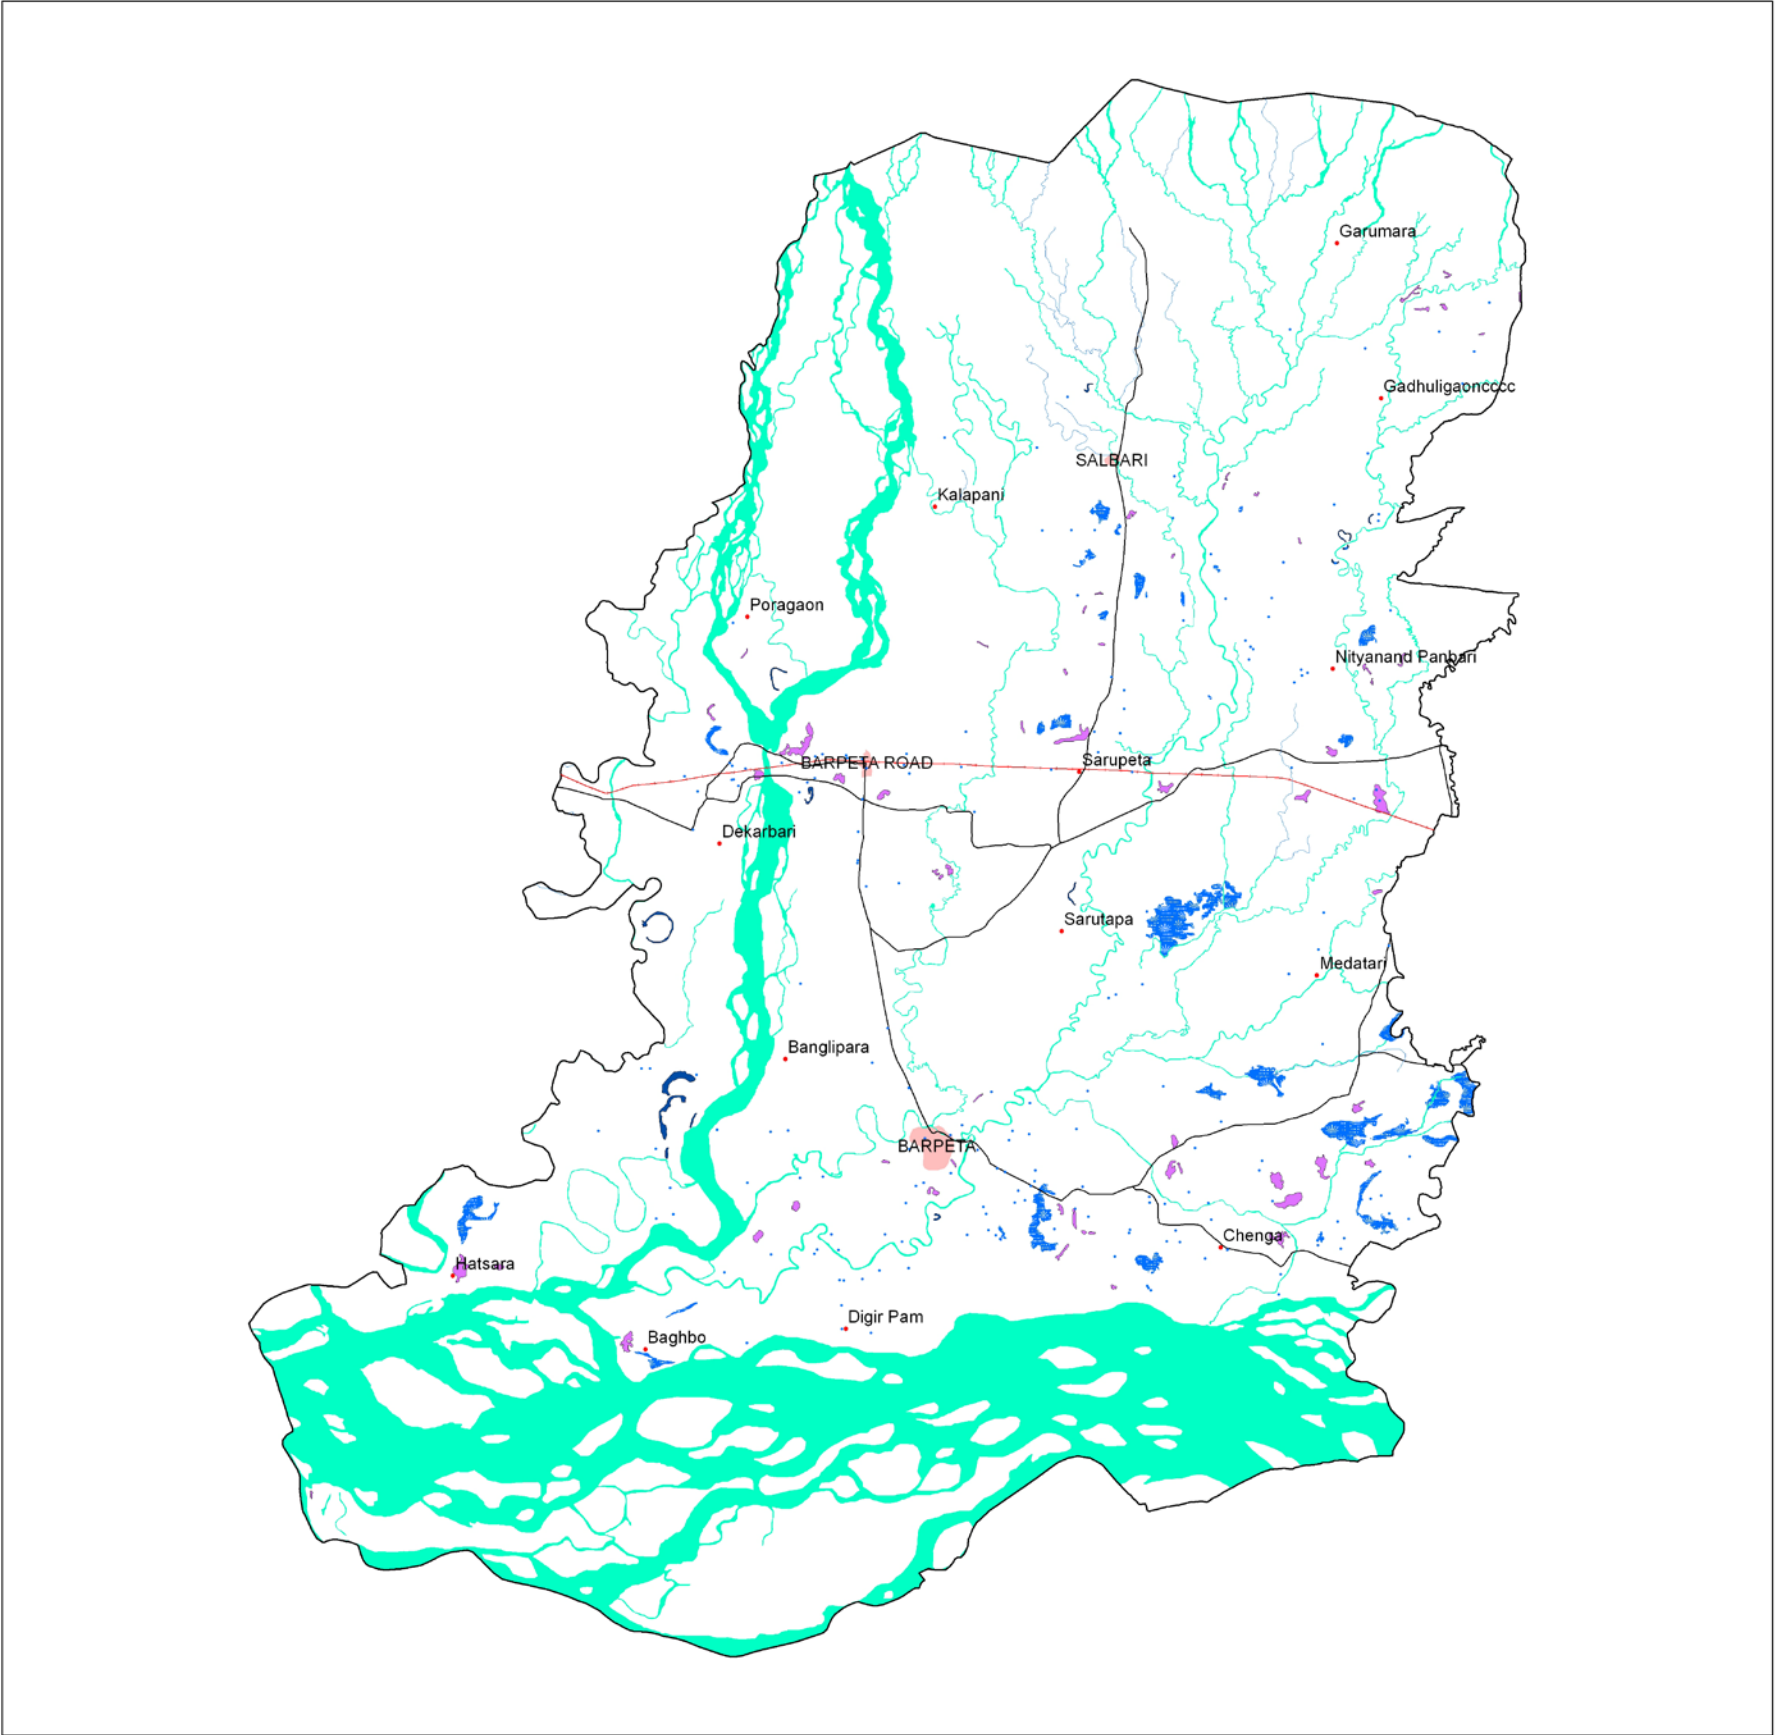 Garumara
Gadhuligaoncccc
SALBARI
Kalapani
Poragaon
Nityanand Panbari
BARPETA ROAD
Sarupeta
Dekarbari
Sarutapa
Medatari
Banglipara
BARPETA
Chenga
Hatsara
Digir Pam
Baghbo